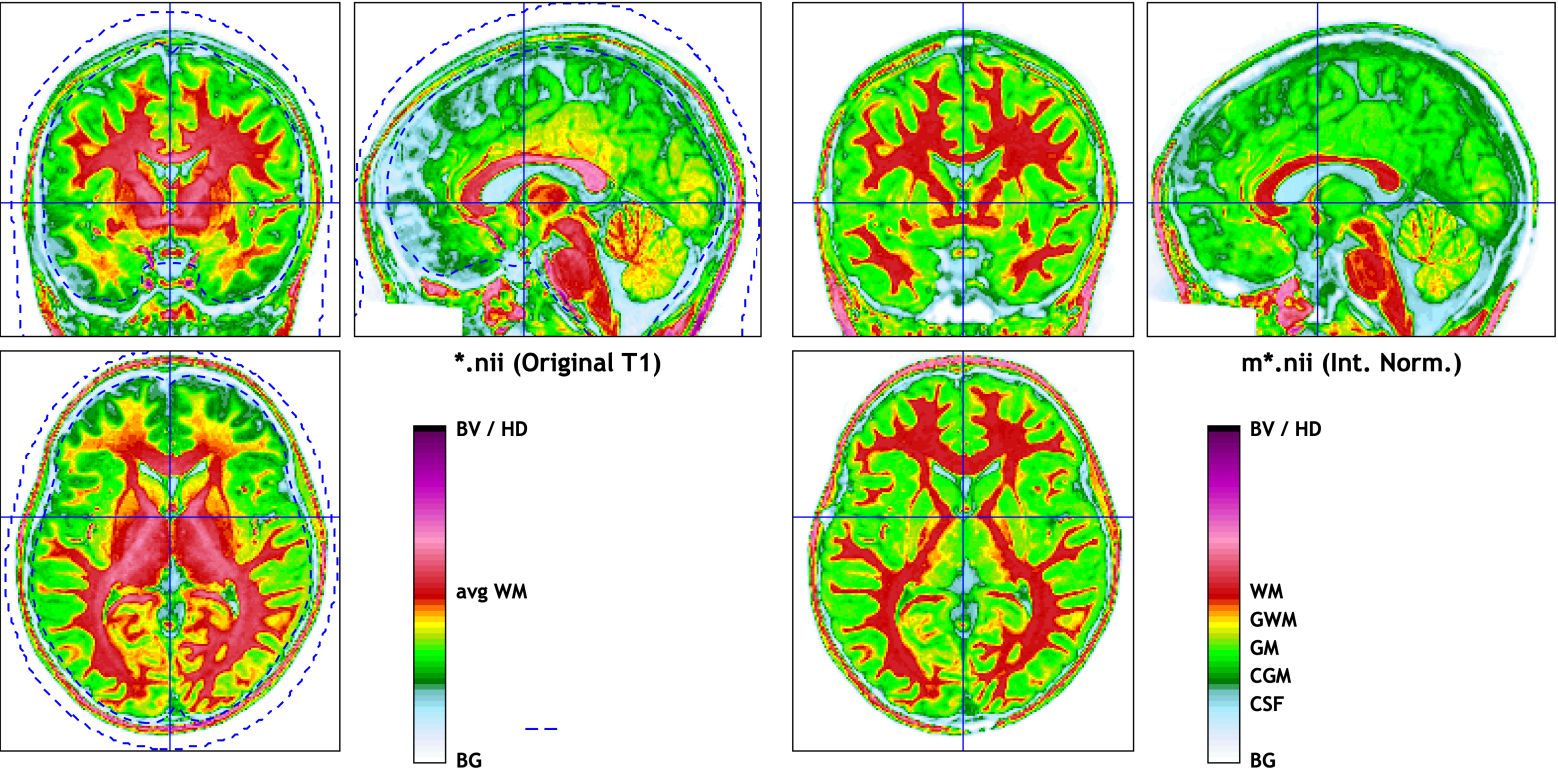 *.nii (Original T1)
BV / HD
avg WM
BG
m*.nii (Int. Norm.)
BV / HD
WM
GWM
GM
CGM
CSF
BG